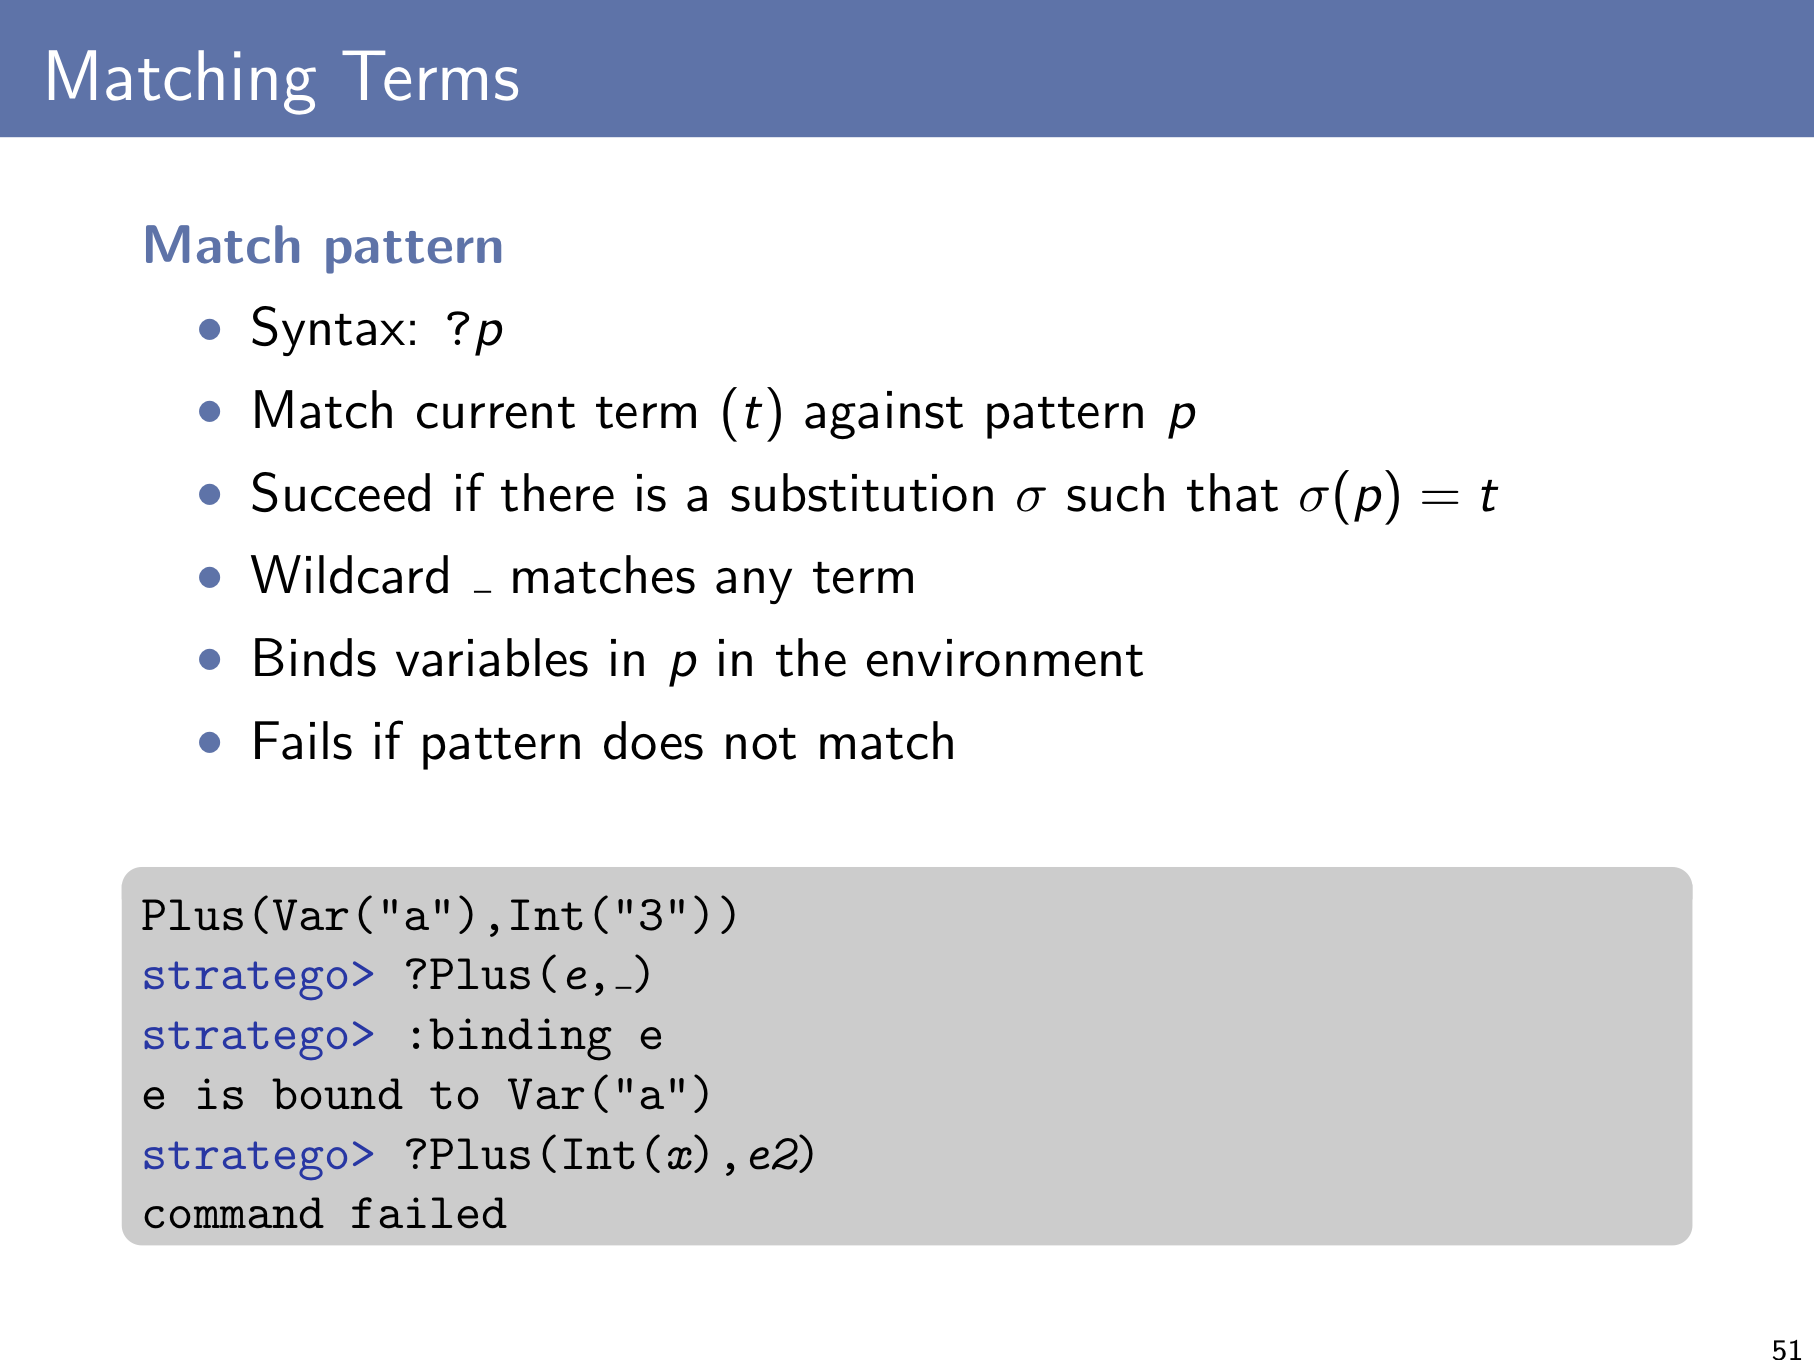 Matching Terms
Match pattern
• Syntax: ?p
• Match current term (t) against pattern p
• Succeed if there is a substitution σ such that σ(p) = t
• Wildcard _ matches any term
• Binds variables in p in the environment
• Fails if pattern does not match
Plus(Var("a"),Int("3"))
stratego> ?Plus(e,_)
stratego> :binding e
e is bound to Var("a")
stratego> ?Plus(Int(x),e2)
command failed
51